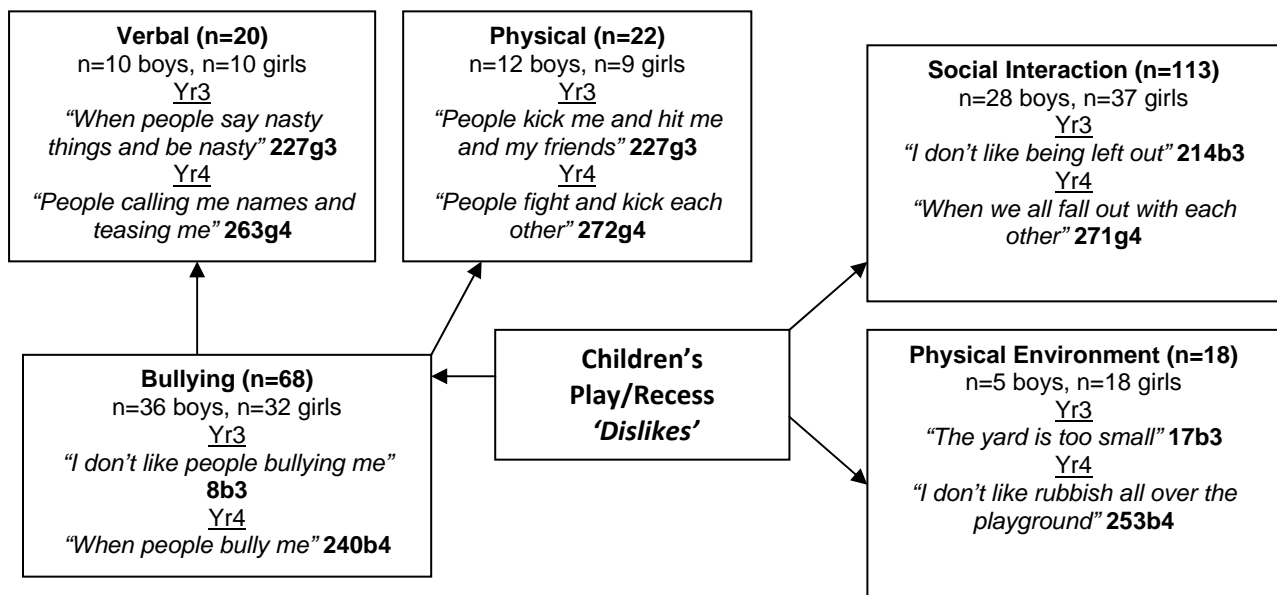 Verbal (n=20)
n=10 boys, n=10 girls
Yr3
“When people say nasty
things and be nasty” 227g3
Yr4
“People calling me names and
teasing me” 263g4
Physical (n=22)
n=12 boys, n=9 girls
Yr3
“People kick me and hit me
and my friends” 227g3
Yr4
“People fight and kick each
other” 272g4
Social Interaction (n=113)
n=28 boys, n=37 girls
Yr3
“I don’t like being left out” 214b3
Yr4
“When we all fall out with each
other” 271g4
Bullying (n=68)
n=36 boys, n=32 girls
Yr3
“I don’t like people bullying me”
8b3
Yr4
“When people bully me” 240b4
Children’s
Play/Recess
‘Dislikes’
Physical Environment (n=18)
n=5 boys, n=18 girls
Yr3
“The yard is too small” 17b3
Yr4
“I don’t like rubbish all over the
playground” 253b4